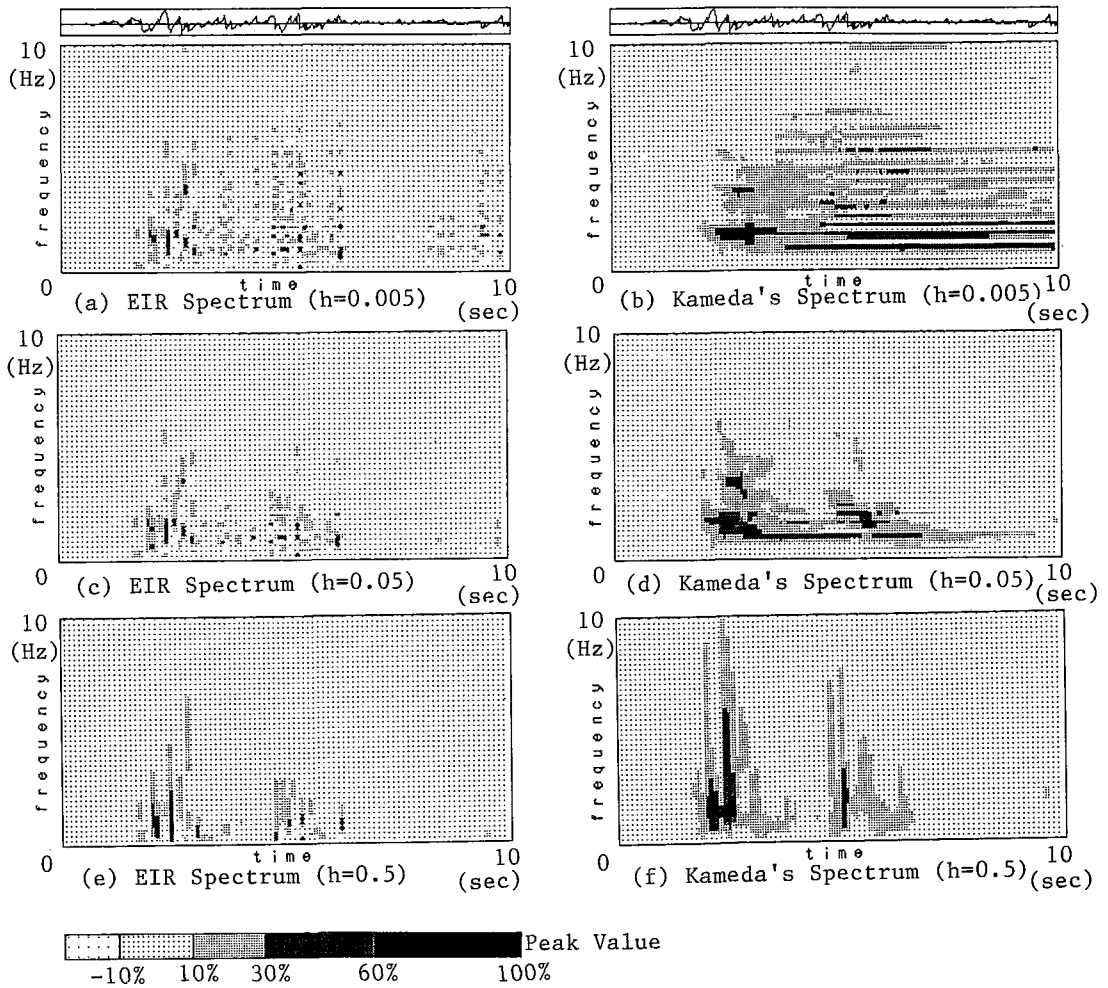 10
(Hz)
frequency
0
time
10
(a) EIR Spectrum (h=0.005)
(sec)
10
(Hz)
frequency
0
time
10
(b) Kameda's Spectrum (h=0.005)
(sec)
10
(Hz)
frequency
0
10
(c) EIR Spectrum (h=0.05)
(sec)
10
(Hz)
frequency
0
10
(d) Kameda's Spectrum (h=0.05)
(sec)
10
(Hz)
frequency
0
time
10
(e) EIR Spectrum (h=0.5)
(sec)
10
(Hz)
frequency
0
time
10
(f) Kameda's Spectrum (h=0.5)
(sec)
Peak Value
-10% 10% 30% 60% 100%